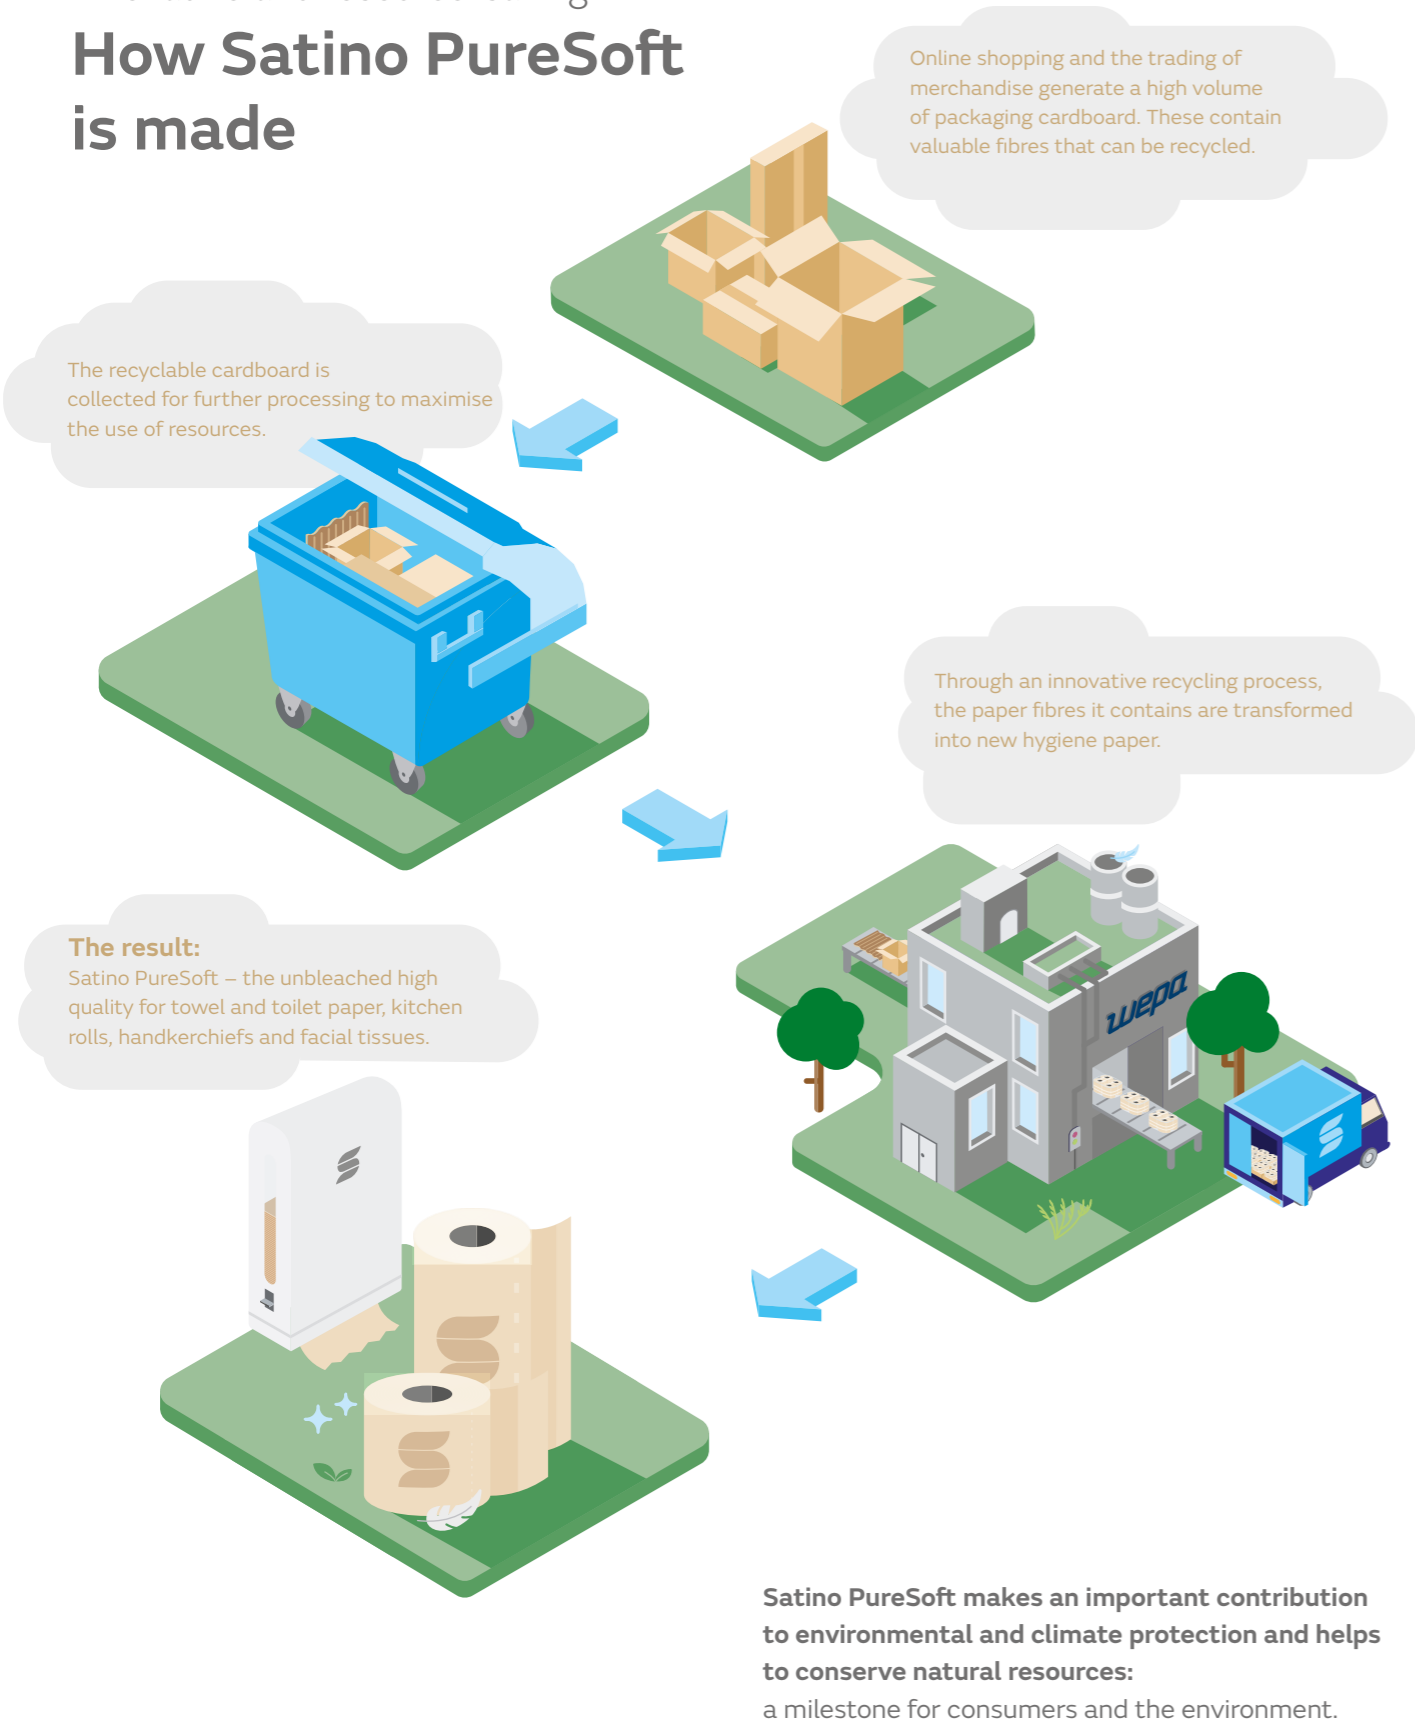 How Satino PureSoft
is made
Online shopping and the trading of
merchandise generate a high volume
of packaging cardboard. These contain
valuable fibres that can be recycled.
The recyclable cardboard is
collected for further processing to maximise
the use of resources.
Through an innovative recycling process,
the paper fibres it contains are transformed
into new hygiene paper.
wepa
The result:
Satino PureSoft – the unbleached high
quality for towel and toilet paper, kitchen
rolls, handkerchiefs and facial tissues.
Satino PureSoft makes an important contribution
to environmental and climate protection and helps
to conserve natural resources:
a milestone for consumers and the environment.